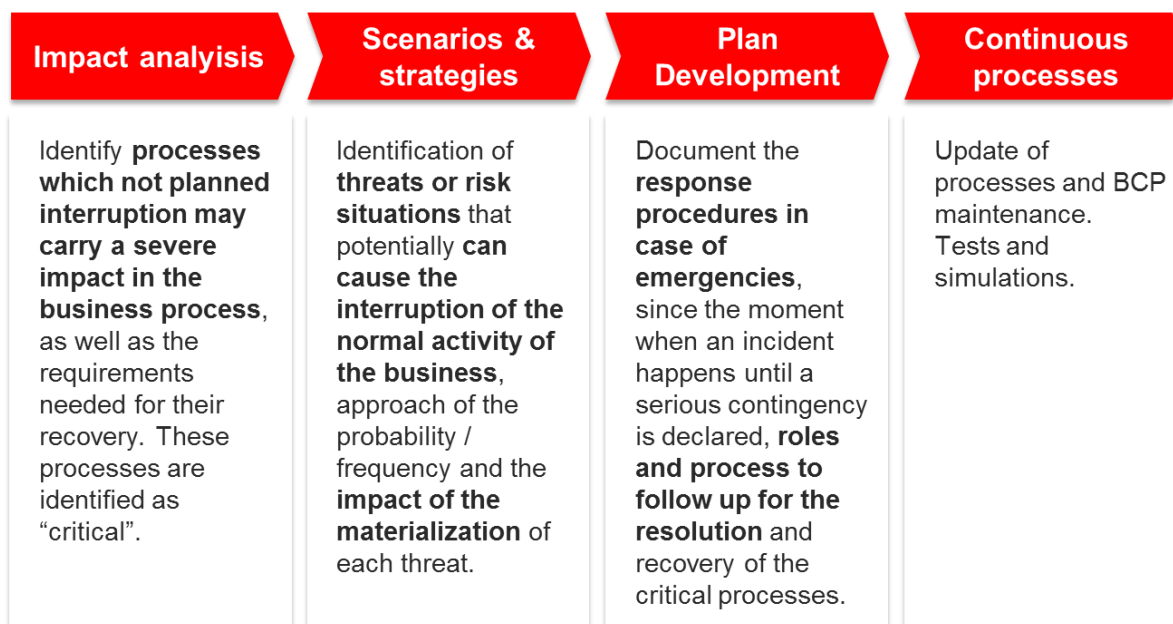 Impact analyisis
Identify processes
which not planned
interruption may
carry a severe
impact in the
business process,
as well as the
requirements
needed for their
recovery. These
processes are
identified as
“critical”.
Scenarios &
strategies
Identification of
threats or risk
situations that
potentially can
cause the
interruption of the
normal activity of
the business,
approach of the
probability /
frequency and the
impact of the
materialization of
each threat.
Plan
Development
Document the
response
procedures in
case of
emergencies,
since the moment
when an incident
happens until a
serious contingency
is declared, roles
and process to
follow up for the
resolution and
recovery of the
critical processes.
Continuous
processes
Update of
processes and BCP
maintenance.
Tests and
simulations.